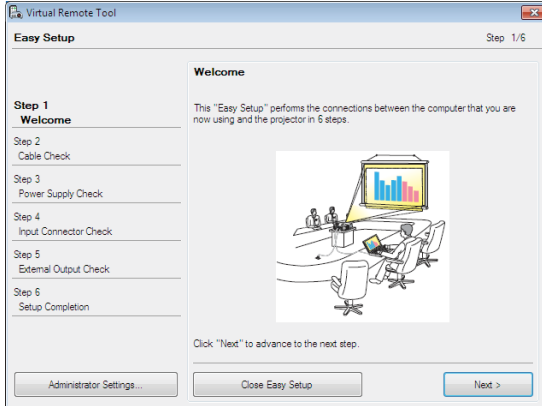 Virtual Remote Tool
Easy Setup
Step 1/6
Welcome
Step 1
Welcome
This "Easy Setup" performs the connections between the computer that you are
now using and the projector in 6 steps.
Step 2
Cable Check
Step 3
Power Supply Check
Step 4
Input Connector Check
Step 5
External Output Check
Step 6
Setup Completion
Click "Next" to advance to the next step.
Administrator Settings...
Close Easy Setup
Next >